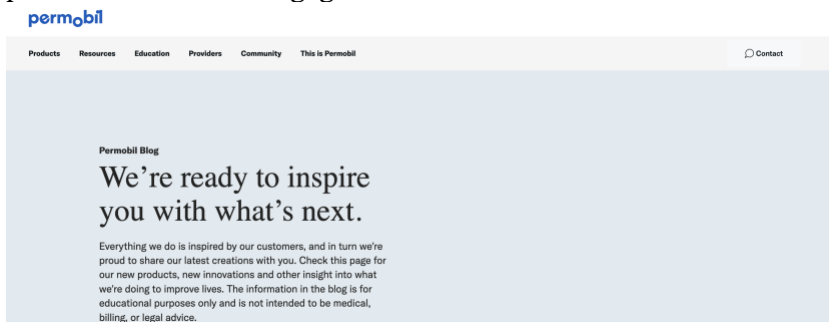 permobil
Products Resources Education Providers Community This is Permobil Contact
Permobil Blog
We're ready to inspire
you with what's next.
Everything we do is inspired by our customers, and in turn we're
proud to share our latest creations with you. Check this page for
our new products, new innovations and other insight into what
we're doing to improve lives. The information in the blog is for
educational purposes only and is not intended to be medical,
billing, or legal advice.